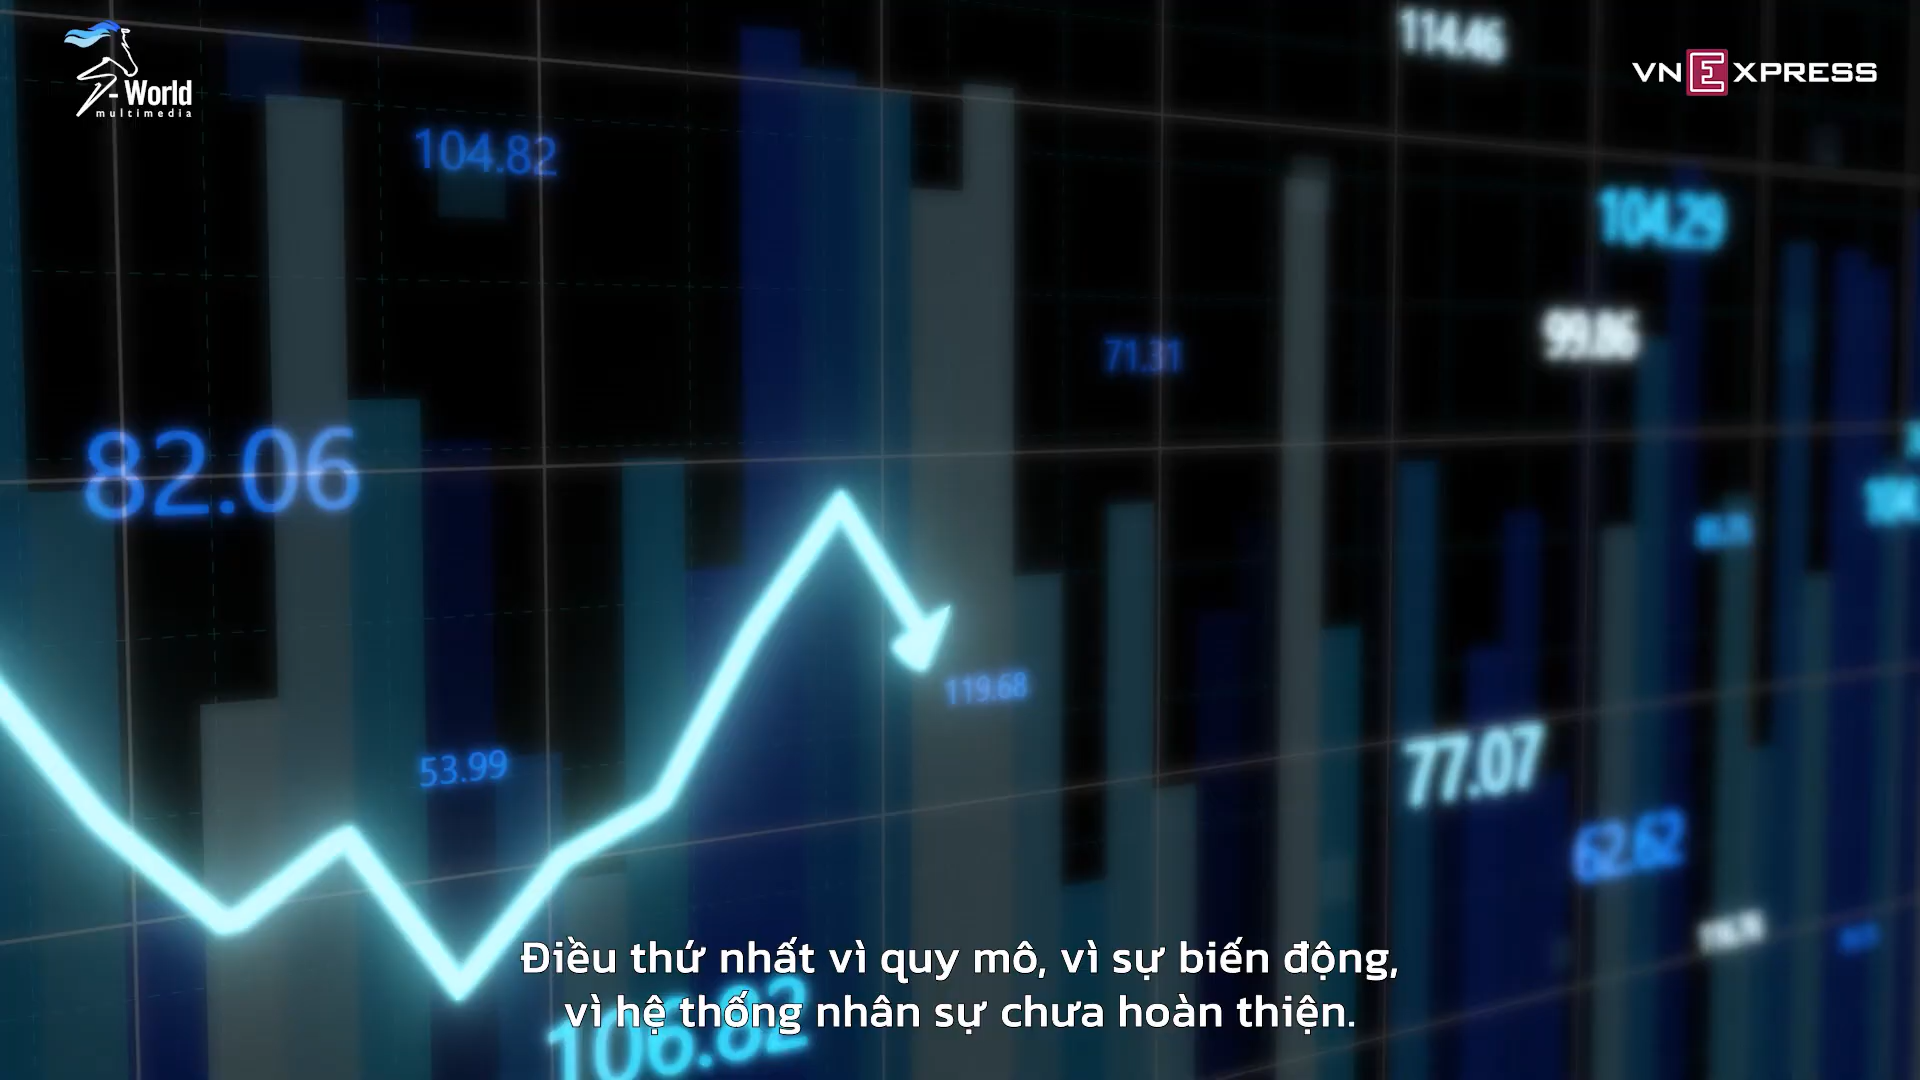 -World
multimedia
VNEXPRESS
114.46
104.82
104.29
99.86
71.31
82.06
119.68
53.99
77.07
62.62
Điều thứ nhất vì quy mô, vì sự biến động,
vì hệ thống nhân sự chưa hoàn thiện.
106.82